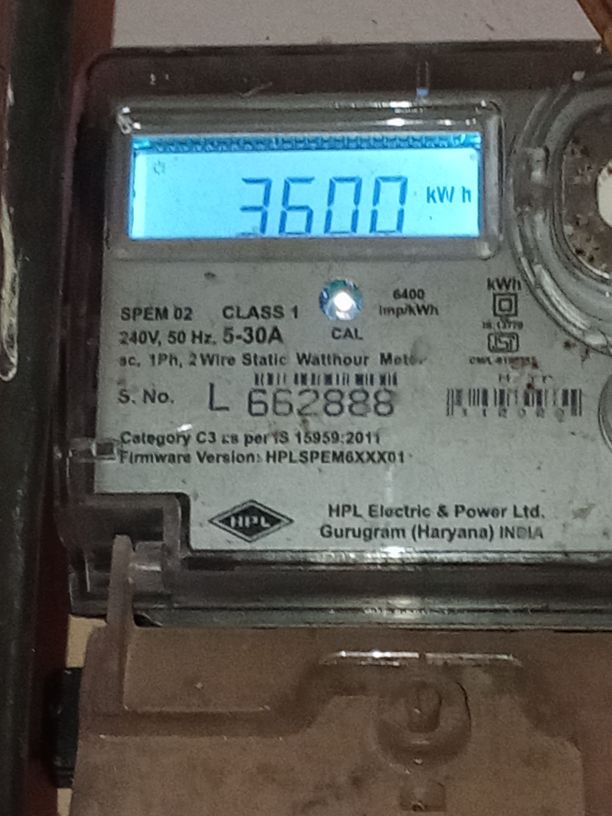 3600 kWh
6400
imp/kWh
kWh
SPEM 02 CLASS 1
CAL
240V, 50 Hz, 5-30A
ac, 1Ph, 2 Wire Static Watthour Meter
S. No. L 662888
Category C3 as per IS 15959:2011
Firmware Version: HPLSPEM6XXX01
HPL
HPL Electric & Power Ltd.
Gurugram (Haryana) INDIA